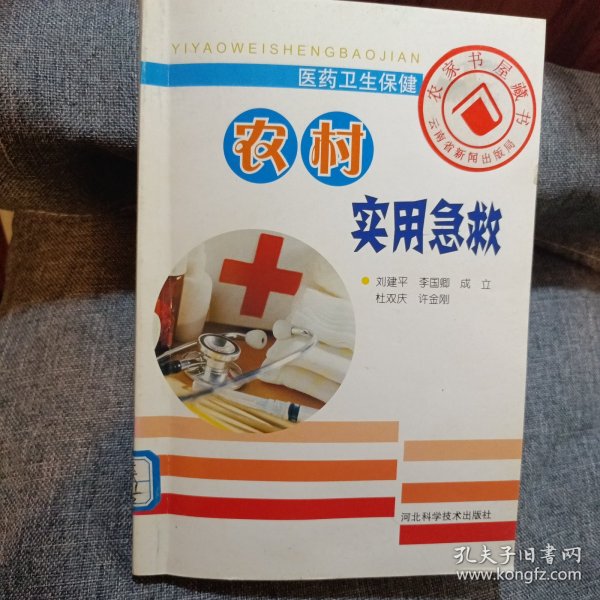 YIYAOWEISHENGBAOJIAN
医药卫生保健
农家书屋藏书
云南省新闻出版局
农村
实用急救
刘建平 李国卿 成立
杜双庆 许金刚
河北科学技术出版社
孔夫子旧书网
www.kongfz.com